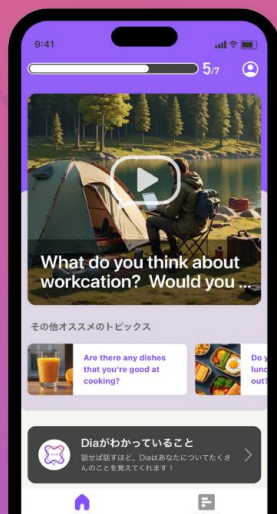 9:41
5/7
What do you think about
workcation? Would you ...
その他オススメのトピックス
Are there any dishes
that you're good at
cooking?
Do y
lunc
out?
Diaがわかっていること
話せば話すほど、Diaはあなたについてたくさ
んのことを覚えてくれます！